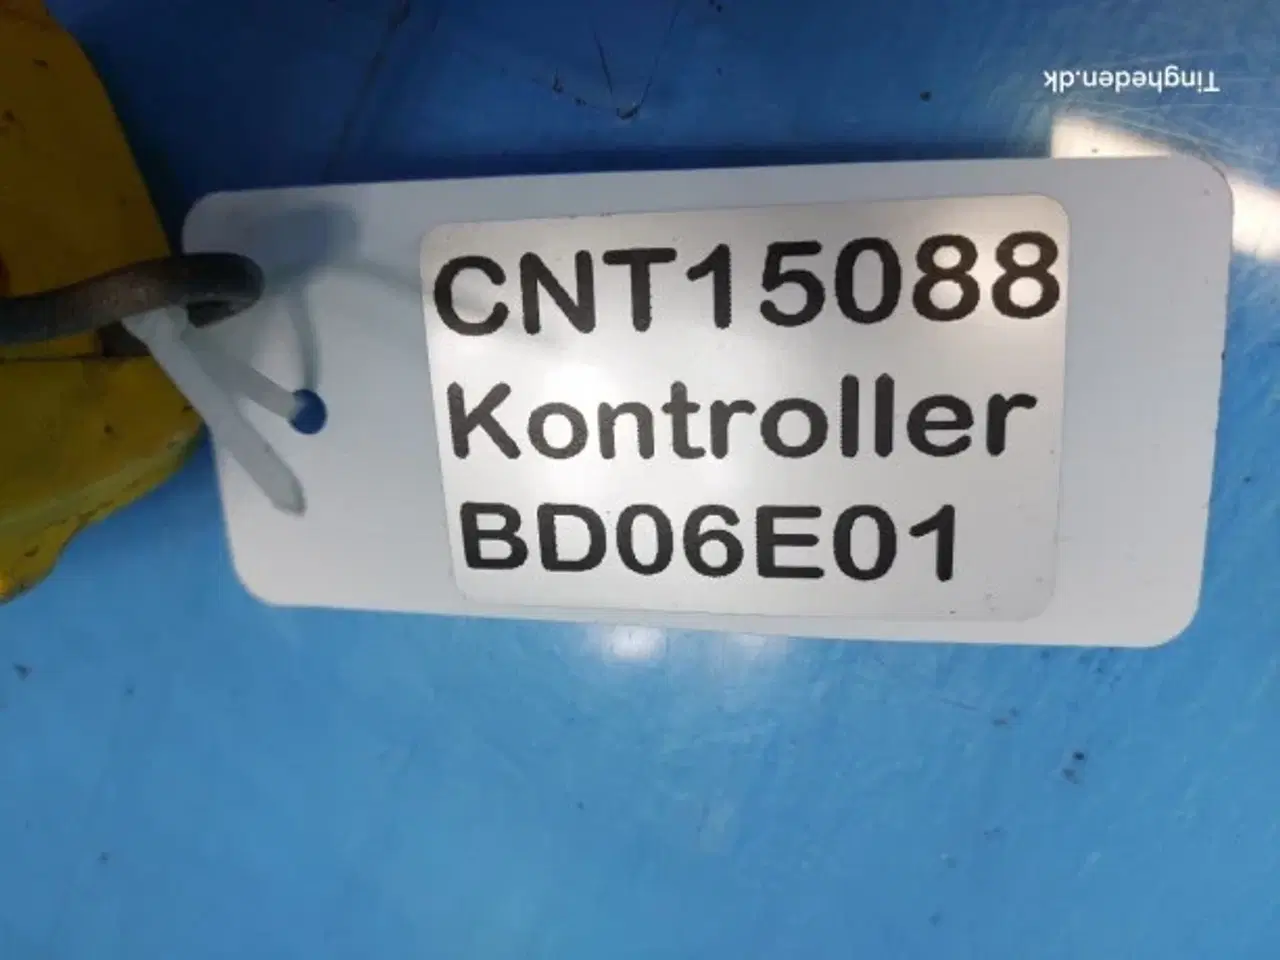 Tingheden.dk
CNT15088
Kontroller
BD06E01